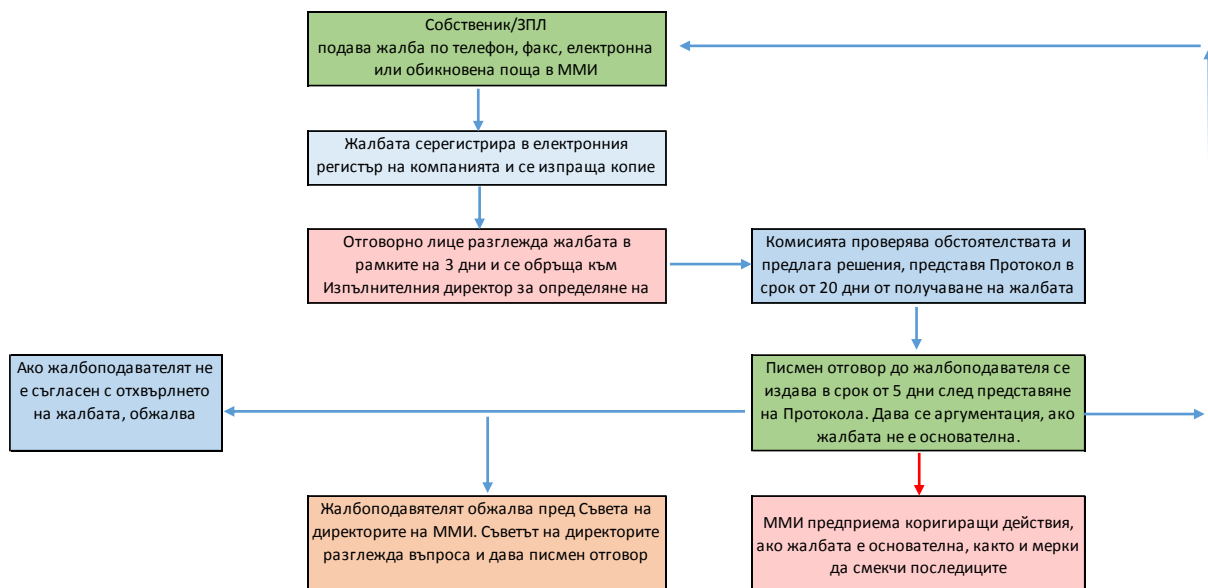 Собственик/ЗПЛ
подава жалба по телефон, факс, електронна
или обикновена поща в ММИ
Жалбата серегистрира в електронния
регистър на компанията и се изпраща копие
Отговорно лице разглежда жалбата в
рамките на 3 дни и се обръща към
Изпълнителния директор за определяне на
Комисията проверява обстоятелствата и
предлага решения, представя Протокол в
срок от 20 дни от получаване на жалбата
Ако жалбоподавателят не
е съгласен с отхвърлнето
на жалбата, обжалва
Писмен отговор до жалбоподавателя се
издава в срок от 5 дни след представяне
на Протокола. Дава се аргументация, ако
жалбата не е основателна.
Жалбоподавятелят обжалва пред Съвета на
директорите на ММИ. Съветът на директорите
разглежда въпроса и дава писмен отговор
ММИ предприема коригиращи действия,
ако жалбата е основателна, както и мерки
да смекчи последиците